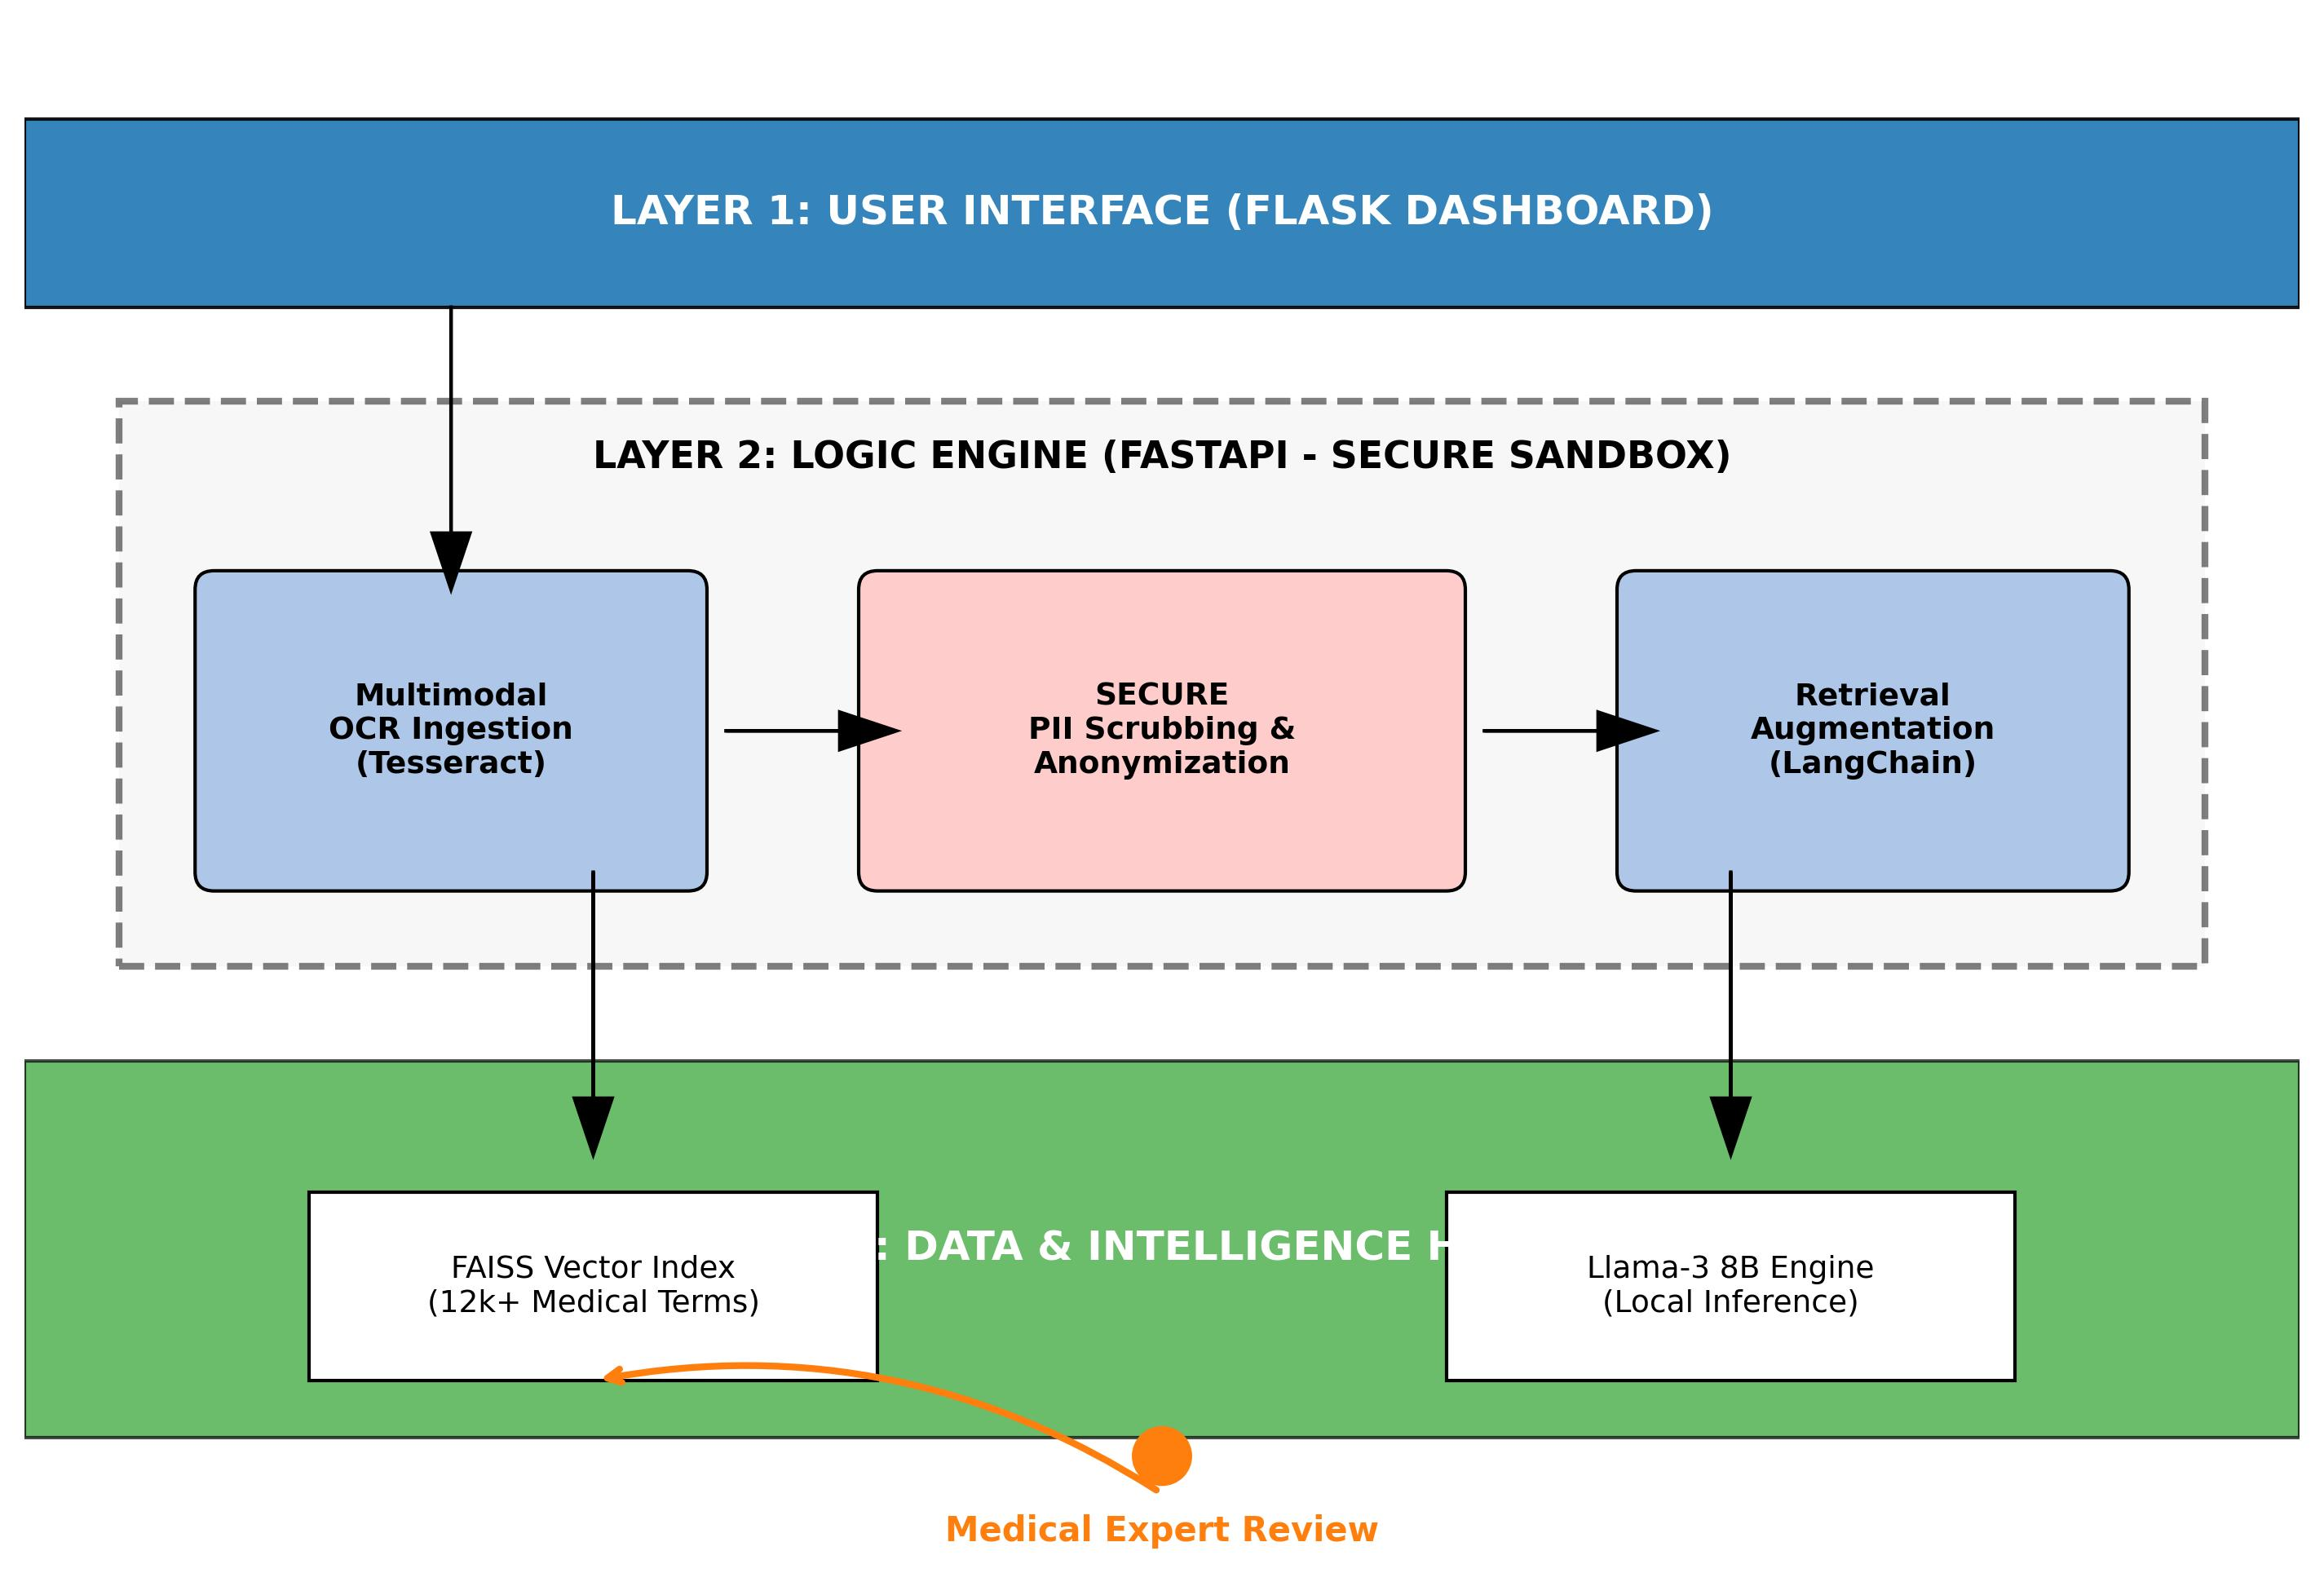 LAYER 1: USER INTERFACE (FLASK DASHBOARD)
LAYER 2: LOGIC ENGINE (FASTAPI - SECURE SANDBOX)
Multimodal
OCR Ingestion
(Tesseract)
SECURE
PII Scrubbing &
Anonymization
Retrieval
Augmentation
(LangChain)
: DATA & INTELLIGENCE
FAISS Vector Index
(12k+ Medical Terms)
Llama-3 8B Engine
(Local Inference)
Medical Expert Review